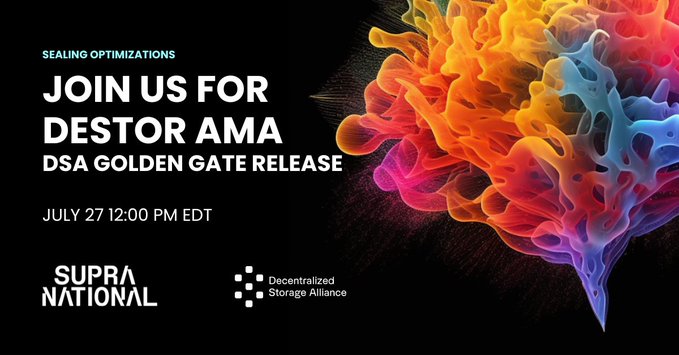 SEALING OPTIMIZATIONS
JOIN US FOR
DESTOR AMA
DSA GOLDEN GATE RELEASE
JULY 27 12:00 PM EDT
SUPRA
NATIONAL
Decentralized
Storage Alliance